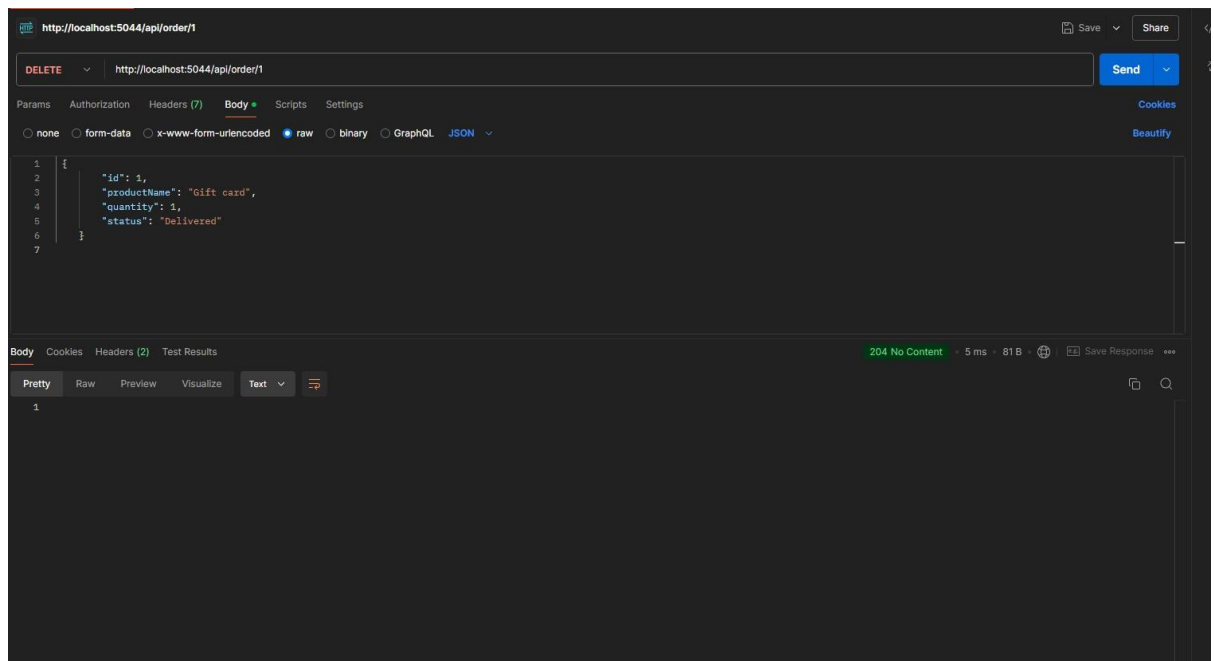 HTTP http://localhost:5044/api/order/1 Save Share
DELETE http://localhost:5044/api/order/1 Send
Params Authorization Headers (7) Body Scripts Settings Cookies
none form-data x-www-form-urlencoded raw binary GraphQL JSON Beautify
1 {
2 "id": 1,
3 "productName": "Gift card",
4 "quantity": 1,
5 "status": "Delivered"
6 }
7
Body Cookies Headers (2) Test Results 204 No Content 5 ms 81 B Save Response
Pretty Raw Preview Visualize Text
1